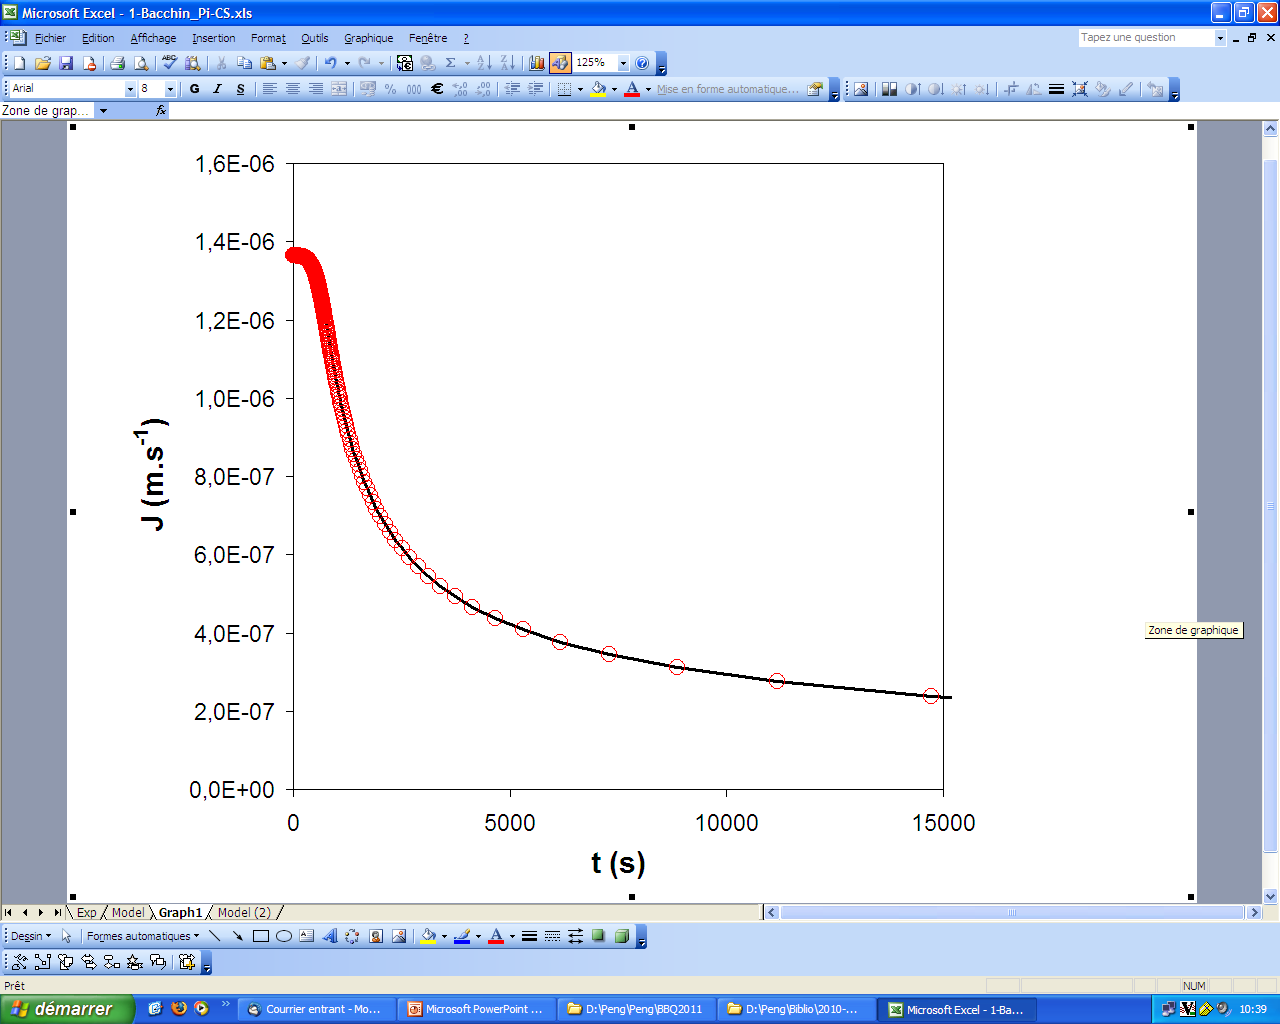 Microsoft Excel - 1-Bacchin_Pi-CS.xls
Fichier Edition Affichage Insertion Format Outils Graphique Fenêtre ? Tapez une question
125%
Arial 8 G I S 000 € Mise en forme automatique...
Zone de grap... fx
1,6E-06
1,4E-06
1,2E-06
1,0E-06
8,0E-07
6,0E-07
4,0E-07
2,0E-07
0,0E+00
J (m.s-1)
0 5000 10000 15000
t (s)
Zone de graphique
Exp Model Graph1 Model (2)
Dessin Formes automatiques
Prêt NUM
démarrer Courrier entrant - Mo... Microsoft PowerPoint ... D:\Peng\Peng\BBQ2011 D:\Peng\Biblio\2010-... Microsoft Excel - 1-Ba... 10:39